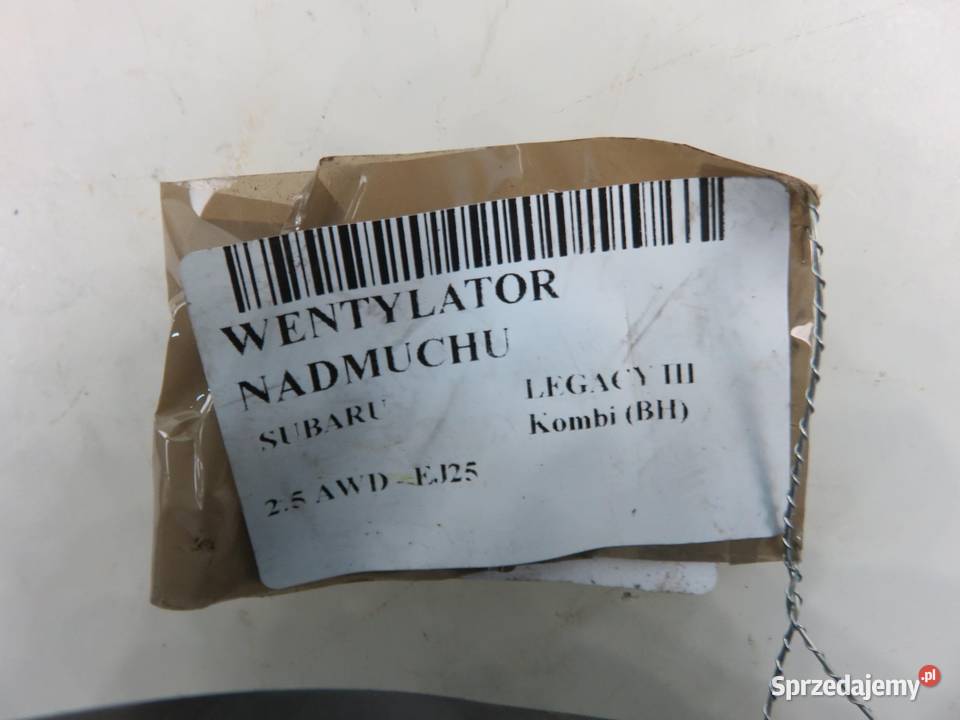 WENTYLATOR
NADMUCHU
SUBARU
LEGACY III
Kombi (BH)
2.5 AWD - EJ25
Sprzedajemy.pl